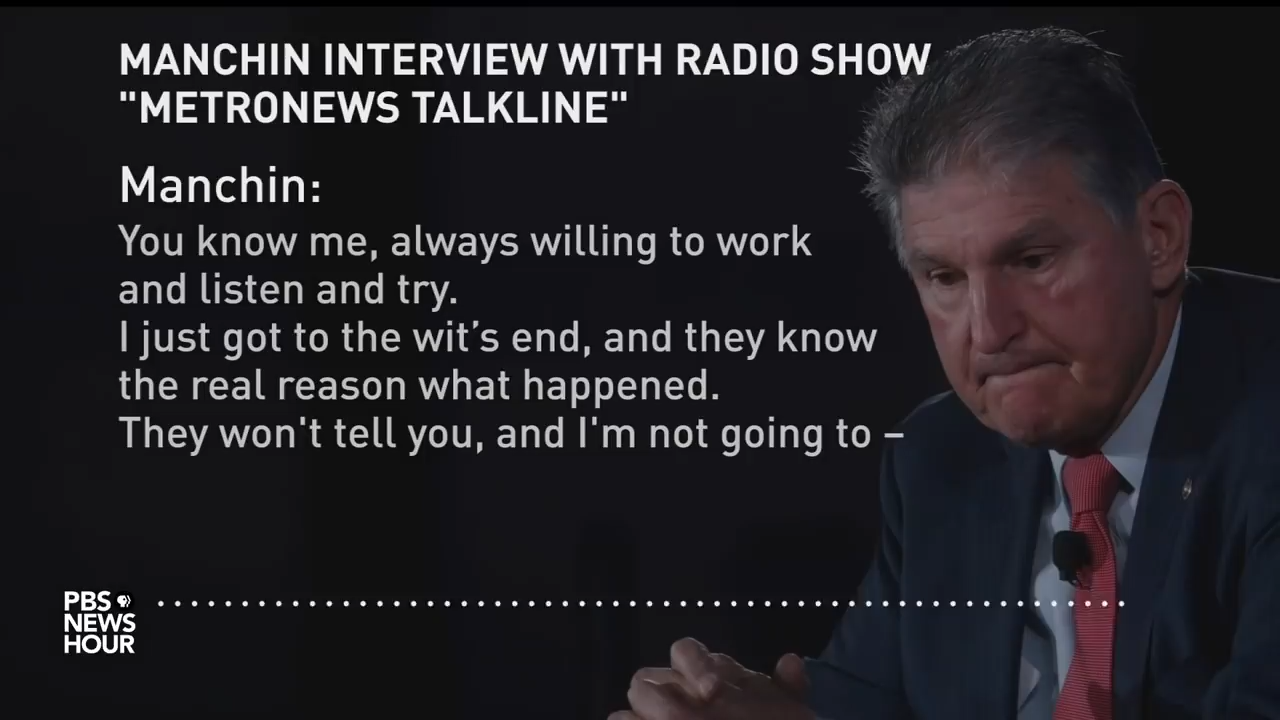 MANCHIN INTERVIEW WITH RADIO SHOW
"METRONEWS TALKLINE"
Manchin:
You know me, always willing to work
and listen and try.
I just got to the wit’s end, and they know
the real reason what happened.
They won't tell you, and I'm not going to –
PBS
NEWS
HOUR